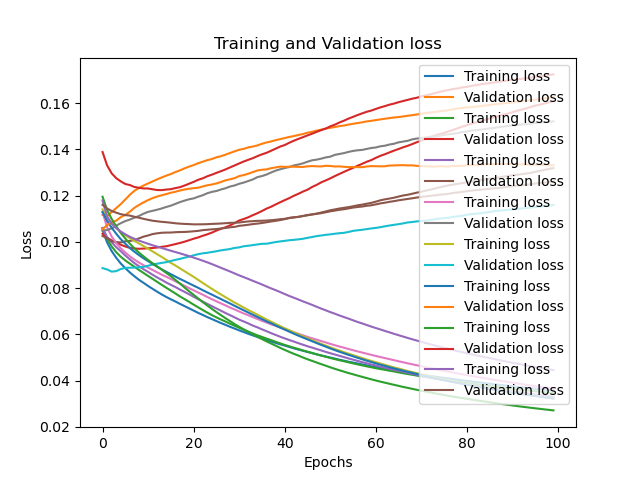 Training and Validation loss
Loss
0.16
0.14
0.12
0.10
0.08
0.06
0.04
0.02
0 20 40 60 80 100
Epochs
Training loss
Validation loss
Training loss
Validation loss
Training loss
Validation loss
Training loss
Validation loss
Training loss
Validation loss
Training loss
Validation loss
Training loss
Validation loss
Training loss
Validation loss